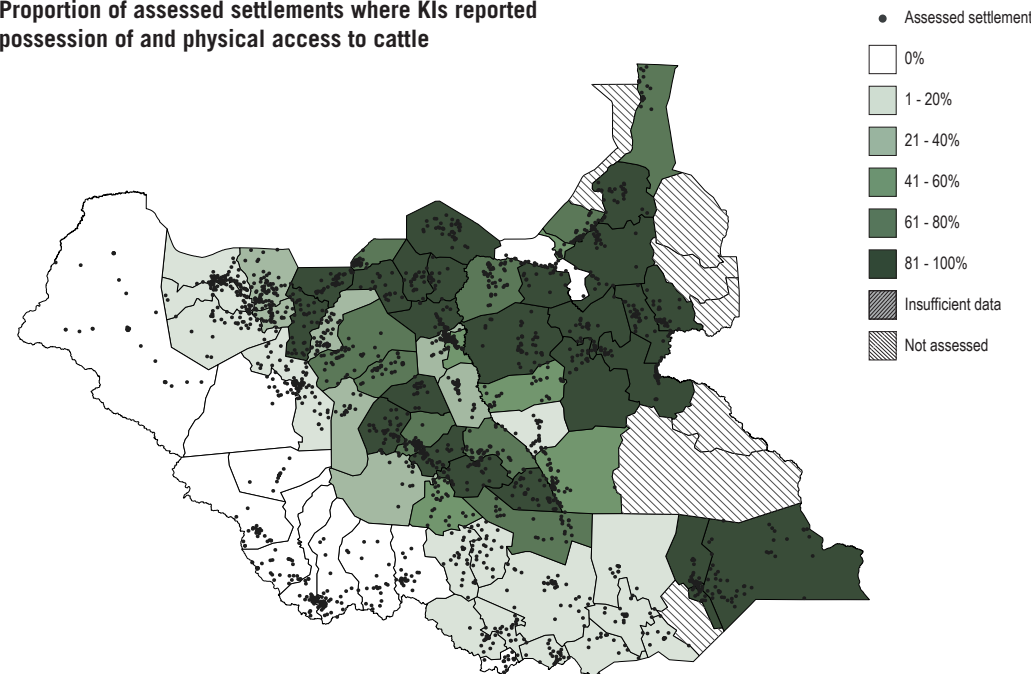 Proportion of assessed settlements where KIs reported
possession of and physical access to cattle
Assessed settlement
0%
1 - 20%
21 - 40%
41 - 60%
61 - 80%
81 - 100%
Insufficient data
Not assessed